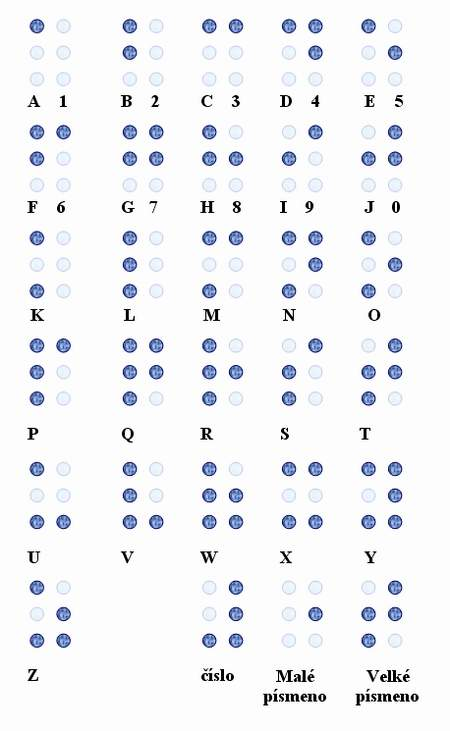 A 1 B 2 C 3 D 4 E 5
F 6 G 7 H 8 I 9 J 0
K L M N O
P Q R S T
U V W X Y
Z číslo Malé Velké
písmeno písmeno